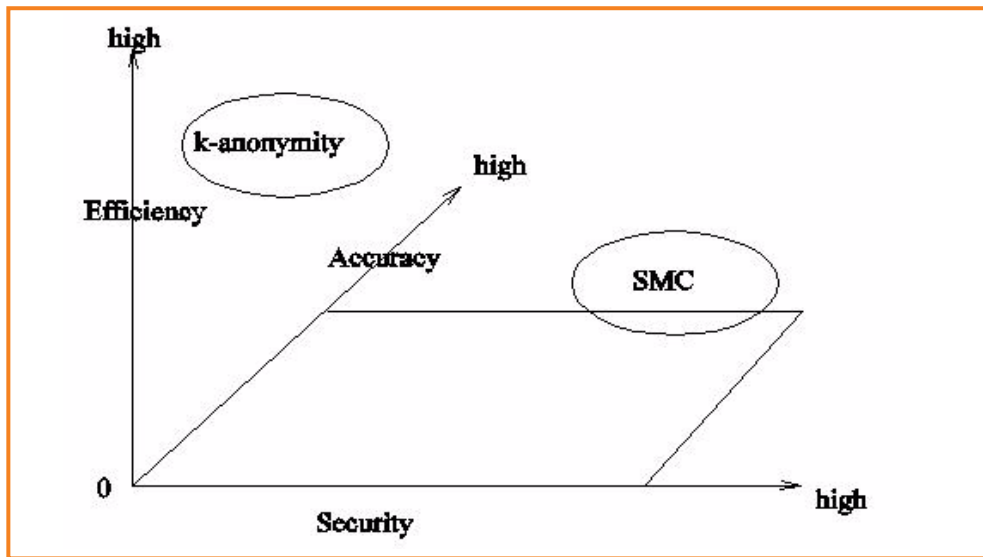 high
k-anonymity
high
Efficiency
Accuracy
SMC
0
high
Security